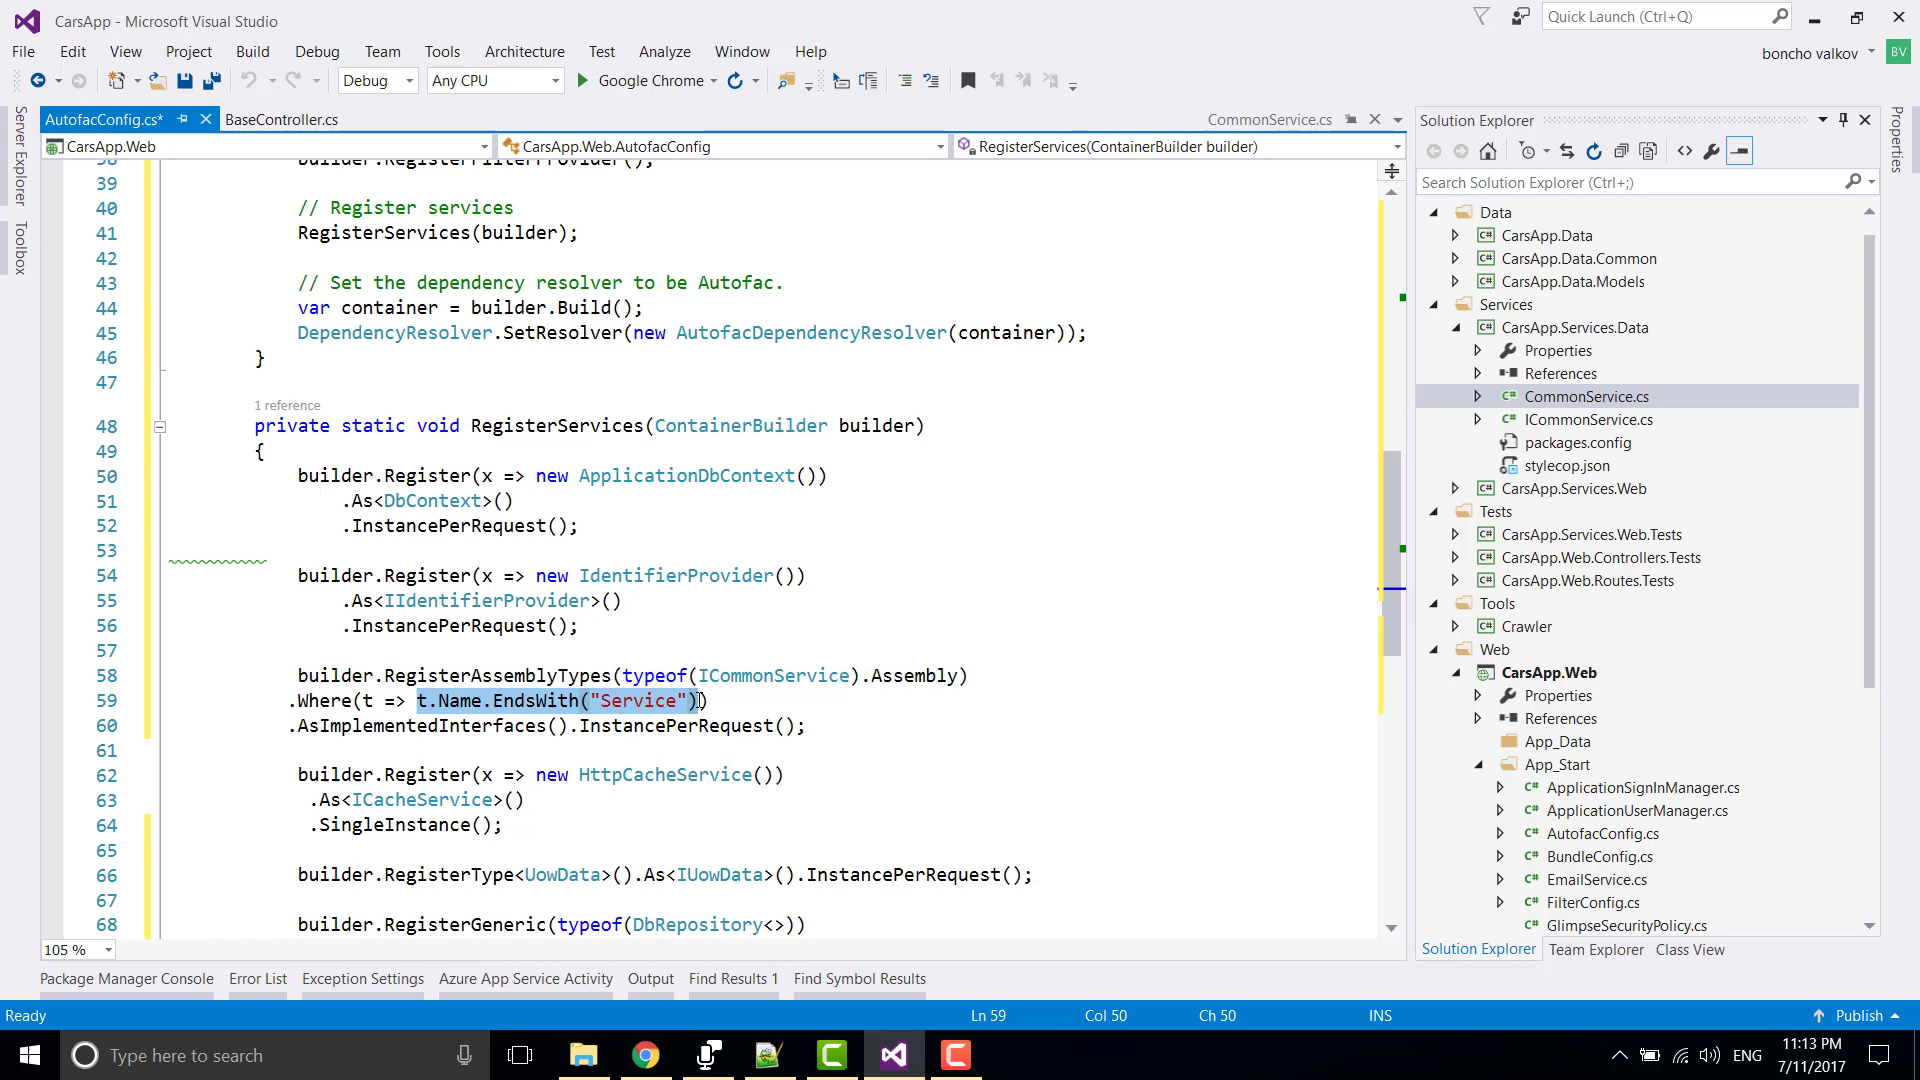 CarsApp - Microsoft Visual Studio
Quick Launch (Ctrl+Q)
File Edit View Project Build Debug Team Tools Architecture Test Analyze Window Help
boncho valkov BV
Debug Any CPU Google Chrome
Server Explorer
Toolbox
AutofacConfig.cs* BaseController.cs CommonService.cs
CarsApp.Web CarsApp.Web.AutofacConfig RegisterServices(ContainerBuilder builder)
38 builder.RegisterFilterProvider();
39
40 // Register services
41 RegisterServices(builder);
42
43 // Set the dependency resolver to be Autofac.
44 var container = builder.Build();
45 DependencyResolver.SetResolver(new AutofacDependencyResolver(container));
46 }
47
1 reference
48 private static void RegisterServices(ContainerBuilder builder)
49 {
50 builder.Register(x => new ApplicationDbContext())
51 .As<DbContext>()
52 .InstancePerRequest();
53
54 builder.Register(x => new IdentifierProvider())
55 .As<IIdentifierProvider>()
56 .InstancePerRequest();
57
58 builder.RegisterAssemblyTypes(typeof(ICommonService).Assembly)
59 .Where(t => t.Name.EndsWith("Service"))
60 .AsImplementedInterfaces().InstancePerRequest();
61
62 builder.Register(x => new HttpCacheService())
63 .As<ICacheService>()
64 .SingleInstance();
65
66 builder.RegisterType<UowData>().As<IUowData>().InstancePerRequest();
67
68 builder.RegisterGeneric(typeof(DbRepository<>))
105 %
Solution Explorer
Search Solution Explorer (Ctrl+;)
Data
CarsApp.Data
CarsApp.Data.Common
CarsApp.Data.Models
Services
CarsApp.Services.Data
Properties
References
CommonService.cs
ICommonService.cs
packages.config
stylecop.json
CarsApp.Services.Web
Tests
CarsApp.Services.Web.Tests
CarsApp.Web.Controllers.Tests
CarsApp.Web.Routes.Tests
Tools
Crawler
Web
CarsApp.Web
Properties
References
App_Data
App_Start
ApplicationSignInManager.cs
ApplicationUserManager.cs
AutofacConfig.cs
BundleConfig.cs
EmailService.cs
FilterConfig.cs
GlimpseSecurityPolicy.cs
Solution Explorer Team Explorer Class View
Properties
Package Manager Console Error List Exception Settings Azure App Service Activity Output Find Results 1 Find Symbol Results
Ready Ln 59 Col 50 Ch 50 INS Publish
Type here to search
ENG
11:13 PM
7/11/2017